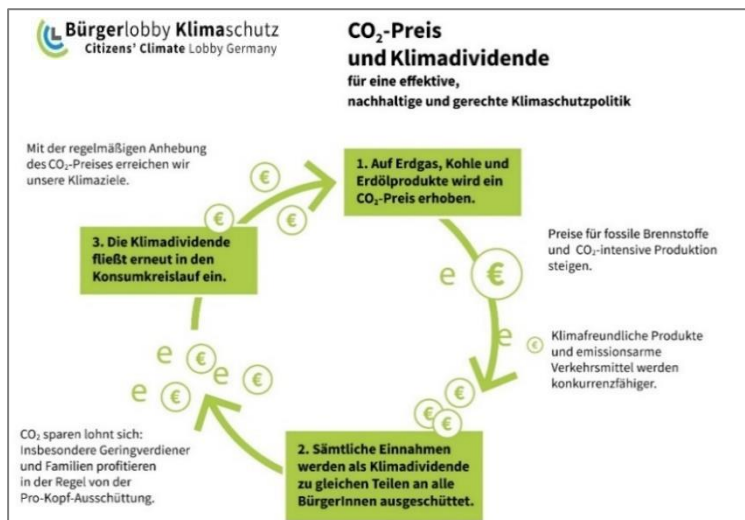 Bürgerlobby Klimaschutz
Citizens' Climate Lobby Germany
CO₂-Preis
und Klimadividende
für eine effektive,
nachhaltige und gerechte Klimaschutzpolitik
Mit der regelmäßigen Anhebung
des CO₂-Preises erreichen wir
unsere Klimaziele.
€
€
€
€
1. Auf Erdgas, Kohle und
Erdölprodukte wird ein
CO₂-Preis erhoben.
3. Die Klimadividende
fließt erneut in den
Konsumkreislauf ein.
Preise für fossile Brennstoffe
und CO₂-intensive Produktion
steigen.
e €
e €
Klimafreundliche Produkte
und emissionsarme
Verkehrsmittel werden
konkurrenzfähiger.
e € e €
e € €
€
€ €
CO₂ sparen lohnt sich:
Insbesondere Geringverdiener
und Familien profitieren
in der Regel von der
Pro-Kopf-Ausschüttung.
2. Sämtliche Einnahmen
werden als Klimadividende
zu gleichen Teilen an alle
BürgerInnen ausgeschüttet.